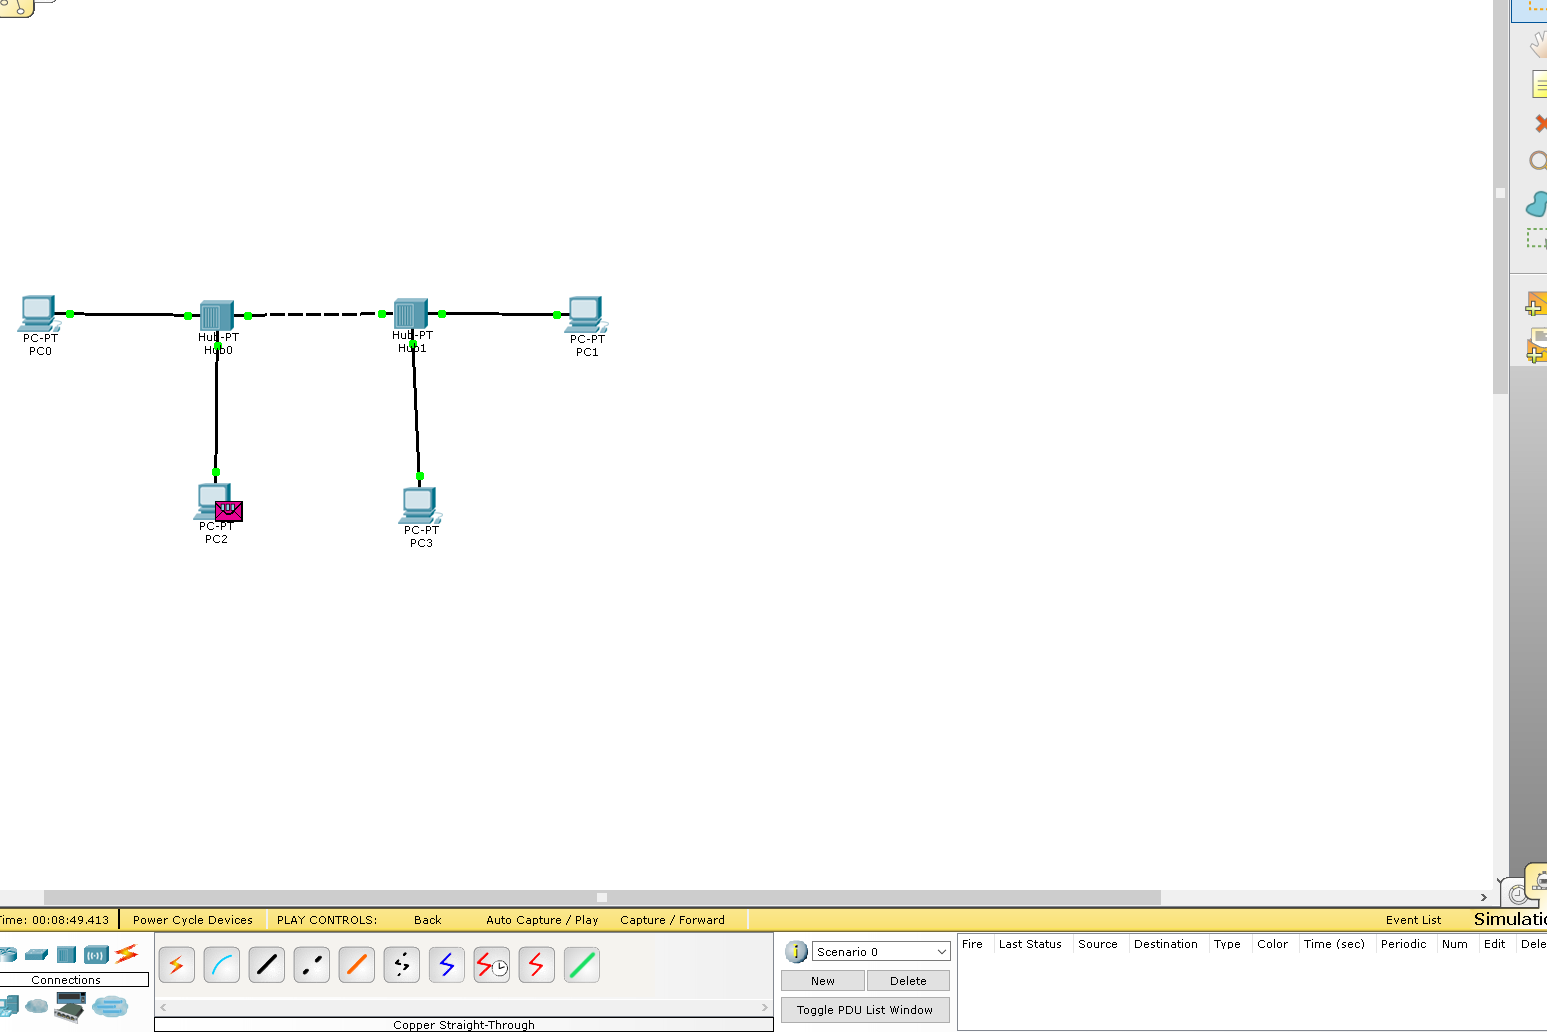 PC-PT
PC0
Hub-PT
Hub0
Hub-PT
Hub1
PC-PT
PC1
PC-PT
PC2
PC-PT
PC3
Time: 00:08:49.413
Power Cycle Devices
PLAY CONTROLS:
Back
Auto Capture / Play
Capture / Forward
Event List
Simulatio
Connections
Copper Straight-Through
Scenario 0
New
Delete
Toggle PDU List Window
Fire Last Status Source Destination Type Color Time (sec) Periodic Num Edit Dele